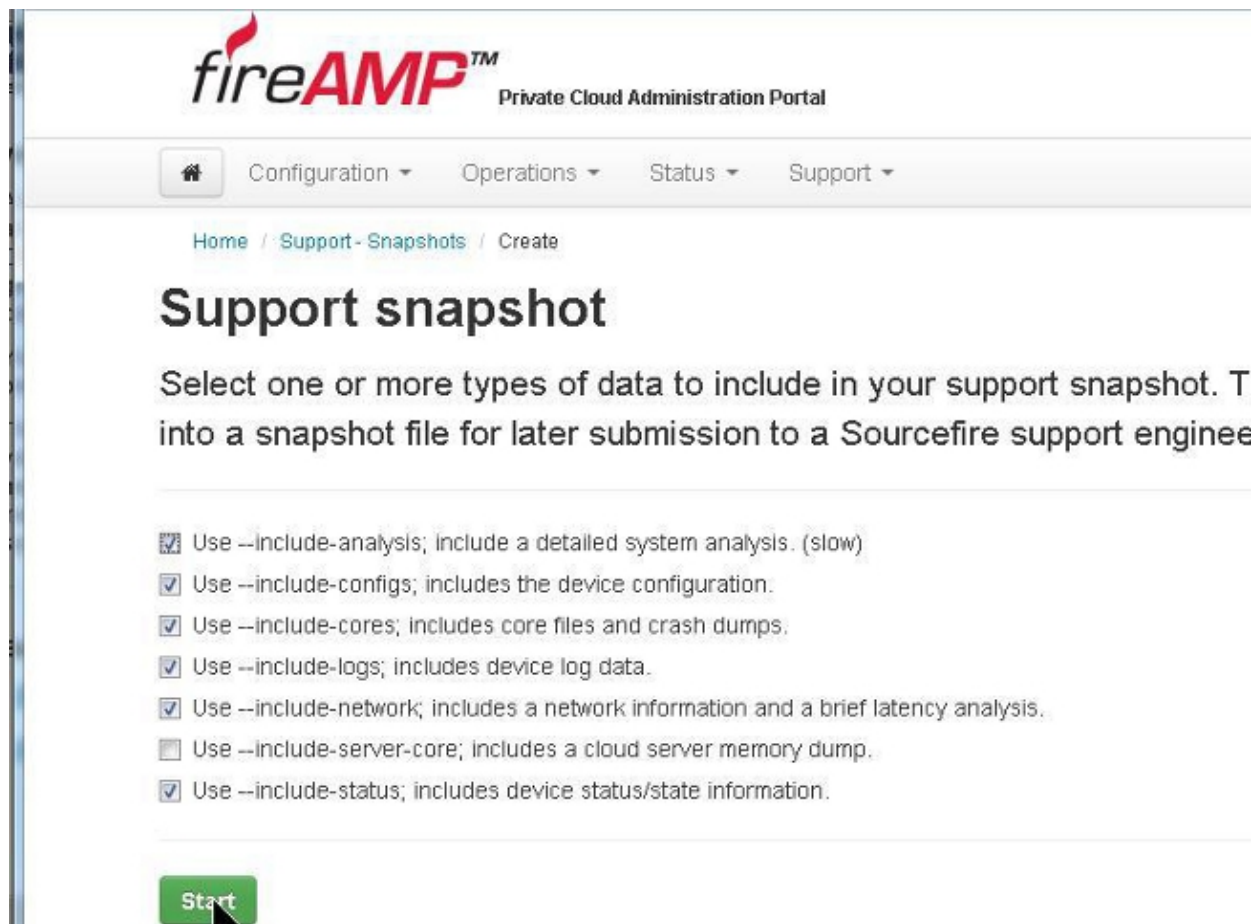 fireAMP™ Private Cloud Administration Portal
Configuration Operations Status Support
Home / Support - Snapshots / Create
Support snapshot
Select one or more types of data to include in your support snapshot. T
into a snapshot file for later submission to a Sourcefire support enginee
Use --include-analysis; include a detailed system analysis. (slow)
Use --include-configs; includes the device configuration.
Use --include-cores; includes core files and crash dumps.
Use --include-logs; includes device log data.
Use --include-network; includes a network information and a brief latency analysis.
Use --include-server-core; includes a cloud server memory dump.
Use --include-status; includes device status/state information.
Start